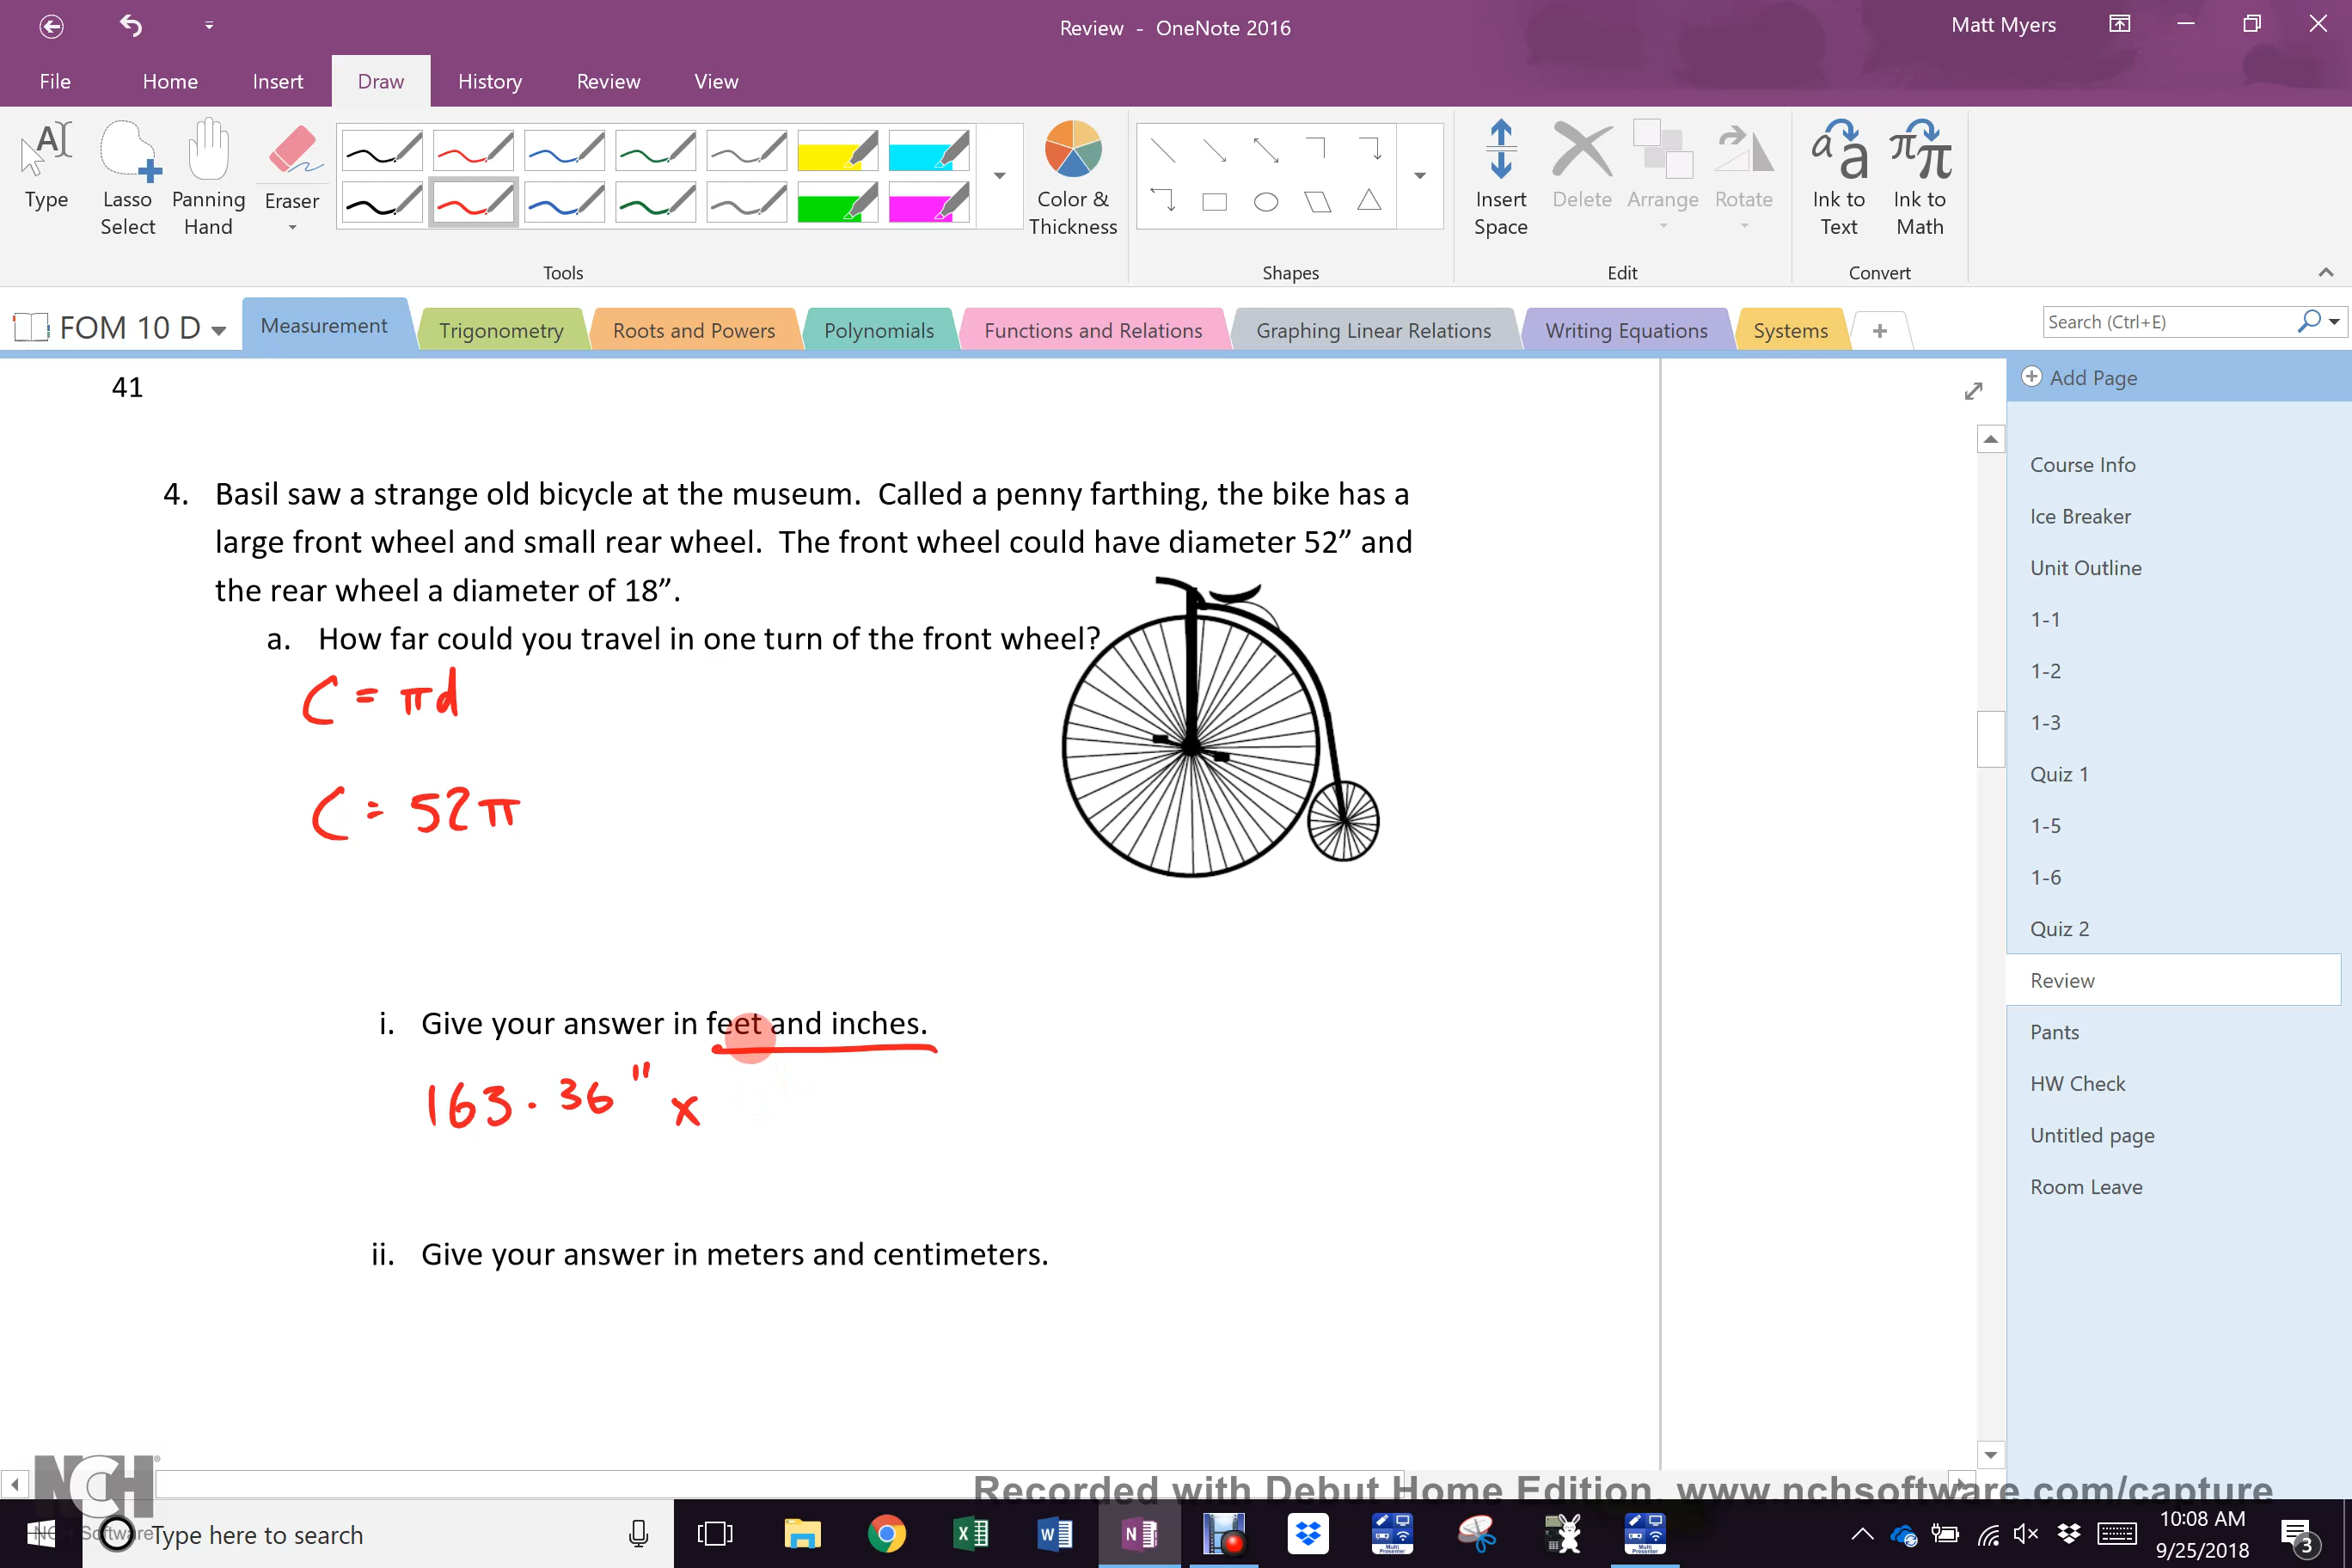 Review - OneNote 2016
Matt Myers
File Home Insert Draw History Review View
Type
Lasso Select
Panning Hand
Eraser
Color & Thickness
Insert Space
Delete
Arrange
Rotate
Ink to Text
Ink to Math
Tools
Shapes
Edit
Convert
FOM 10 D
Measurement
Trigonometry
Roots and Powers
Polynomials
Functions and Relations
Graphing Linear Relations
Writing Equations
Systems
Search (Ctrl+E)
41
4. Basil saw a strange old bicycle at the museum. Called a penny farthing, the bike has a
large front wheel and small rear wheel. The front wheel could have diameter 52” and
the rear wheel a diameter of 18”.
a. How far could you travel in one turn of the front wheel?
C = πd
C = 52π
i. Give your answer in feet and inches.
163.36" x
ii. Give your answer in meters and centimeters.
Add Page
Course Info
Ice Breaker
Unit Outline
1-1
1-2
1-3
Quiz 1
1-5
1-6
Quiz 2
Review
Pants
HW Check
Untitled page
Room Leave
NCH
NCH Software
Recorded with Debut Home Edition. www.nchsoftware.com/capture
Type here to search
10:08 AM
9/25/2018
3